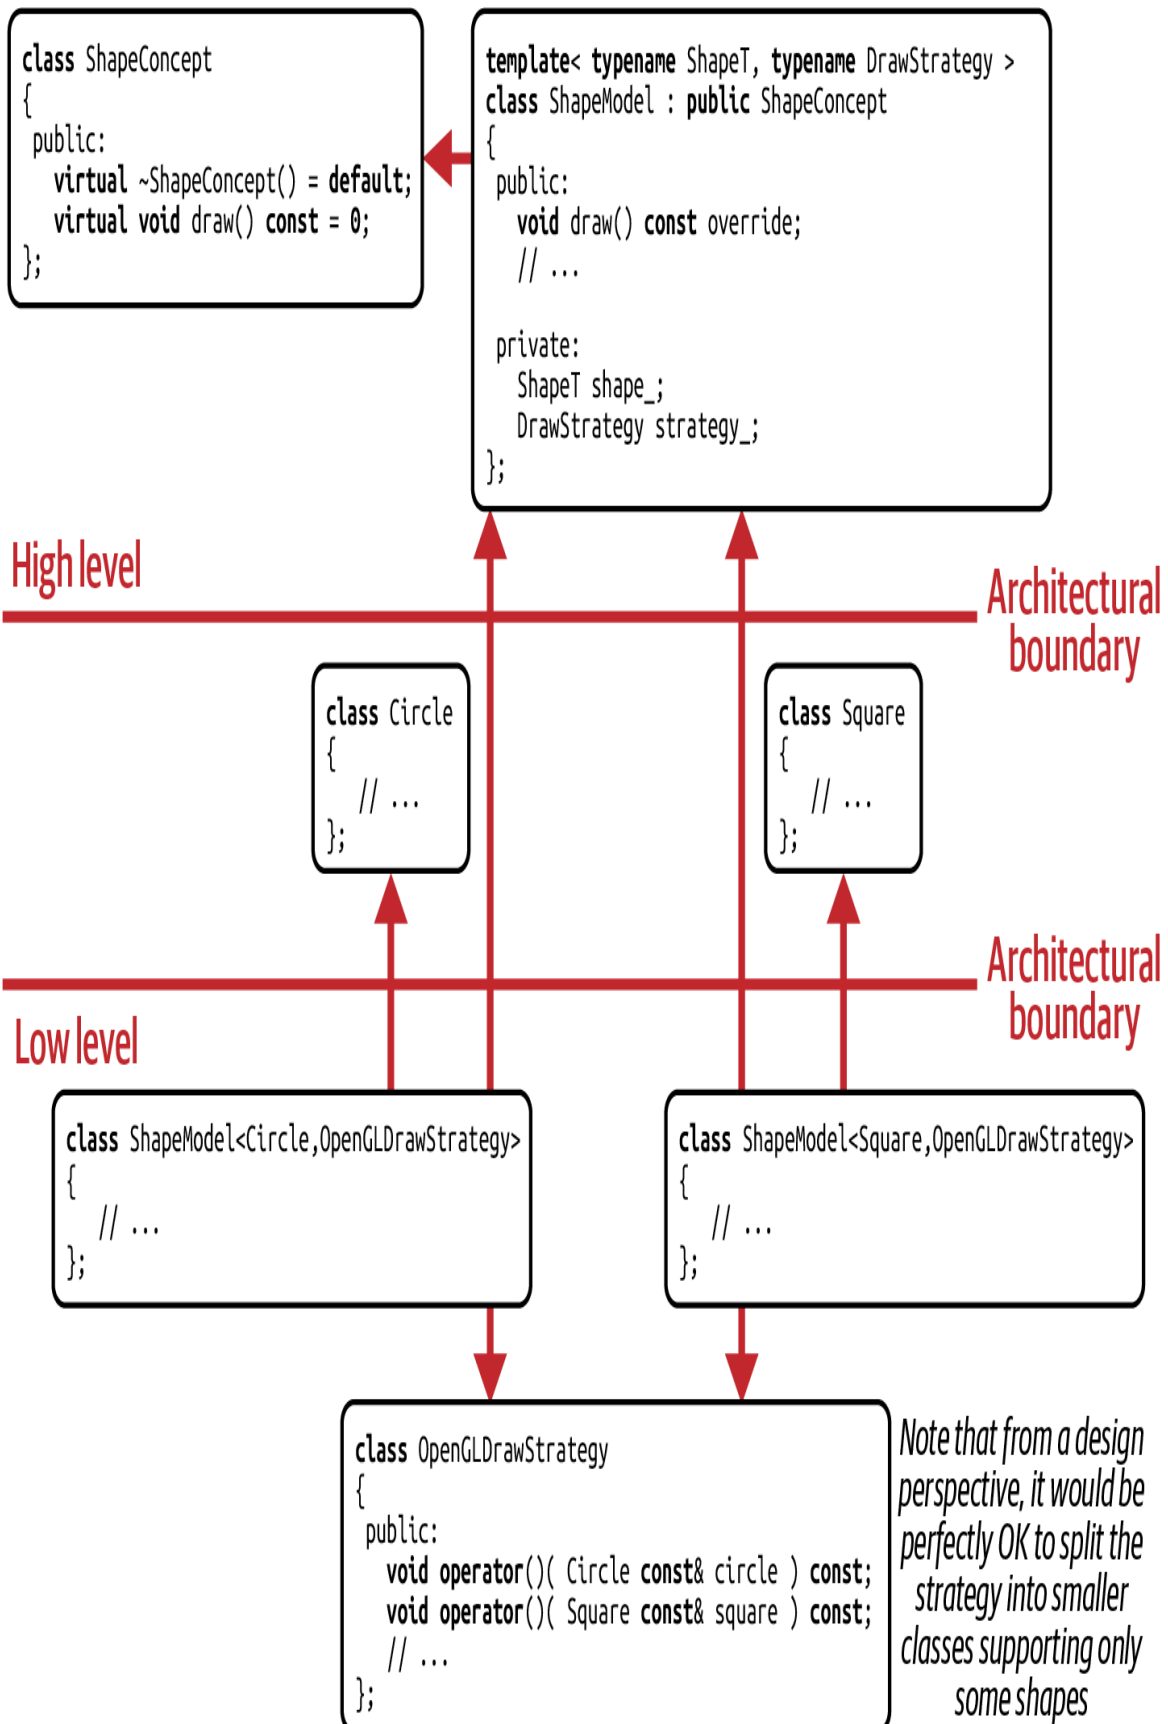 class ShapeConcept
{
public:
virtual ~ShapeConcept() = default;
virtual void draw() const = 0;
};
template< typename ShapeT, typename DrawStrategy >
class ShapeModel : public ShapeConcept
{
public:
void draw() const override;
// ...
private:
ShapeT shape_;
DrawStrategy strategy_;
};
High level
Architectural
boundary
class Circle
{
// ...
};
class Square
{
// ...
};
Architectural
boundary
Low level
class ShapeModel<Circle,OpenGLDrawStrategy>
{
// ...
};
class ShapeModel<Square,OpenGLDrawStrategy>
{
// ...
};
class OpenGLDrawStrategy
{
public:
void operator()( Circle const& circle ) const;
void operator()( Square const& square ) const;
// ...
};
Note that from a design
perspective, it would be
perfectly OK to split the
strategy into smaller
classes supporting only
some shapes